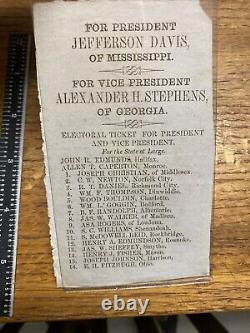 FOR PRESIDENT
JEFFERSON DAVIS,
OF MISSISSIPPI.
FOR VICE PRESIDENT
ALEXANDER H. STEPHENS,
OF GEORGIA.
ELECTORAL TICKET FOR PRESIDENT
AND VICE PRESIDENT.
For the State at Large.
JOHN R. EDMUNDS, Halifax.
ALLEN T. CAPERTON, Monroe.
1. JOSEPH CHRISTIAN, of Middlesex.
2. C. W. NEWTON, Norfolk City.
3. R. T. DANIEL, Richmond City.
4. WM. F. THOMPSON, Dinwiddie.
5. WOOD BOULDIN, Charlotte.
6. WM. L. GOGGIN, Bedford.
7. B. F. RANDOLPH, Albemarle.
8. JAS. W. WALKER, of Madison.
9. ASA ROGERS, of Loudoun.
10. S. C. WILLIAMS, Shenandoah.
11. S. McDOWELL REID, Rockbridge.
12. HENRY A. EDMUNDSON, Roanoke.
13. JAS. W. SHEFFEY, Smythe.
14. HENRY J. FISHER, Mason.
15. JOSEPH JOHNSON, Harrison.
16. E. H. FITZHUGH, Ohio.